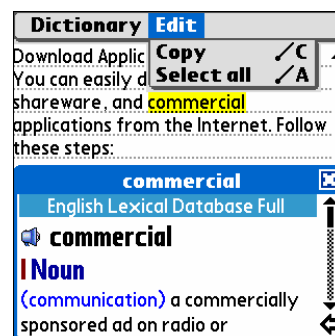 Dictionary Edit
Copy /C
Select all /A
Download Applic
You can easily d
shareware, and commercial
applications from the Internet. Follow
these steps:
commercial
English Lexical Database Full
commercial
Noun
(communication) a commercially
sponsored ad on radio or